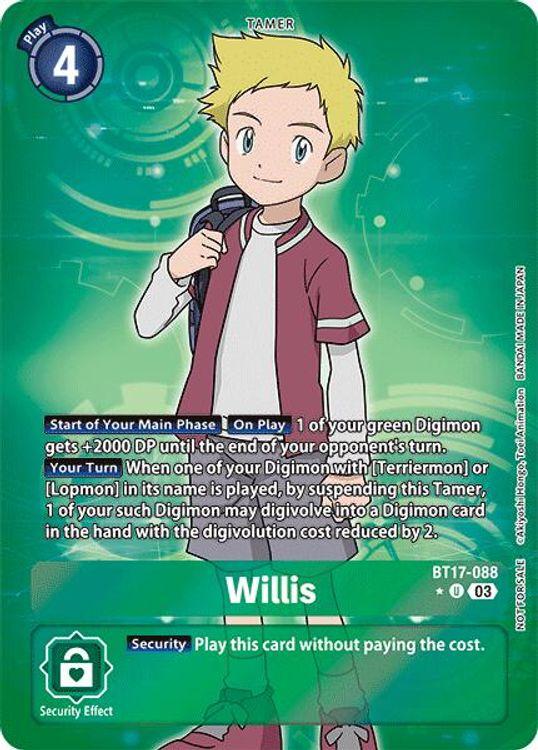 TAMER
Play
4
Start of Your Main Phase On Play 1 of your green Digimon
gets +2000 DP until the end of your opponent's turn.
Your Turn When one of your Digimon with [Terriermon] or
[Lopmon] in its name is played, by suspending this Tamer,
1 of your such Digimon may digivolve into a Digimon card
in the hand with the digivolution cost reduced by 2.
BT17-088
Willis
★ U 03
Security Play this card without paying the cost.
Security Effect
NOT FOR SALE ©Akiyoshi Hongo, Toei Animation BANDAI MADE IN JAPAN